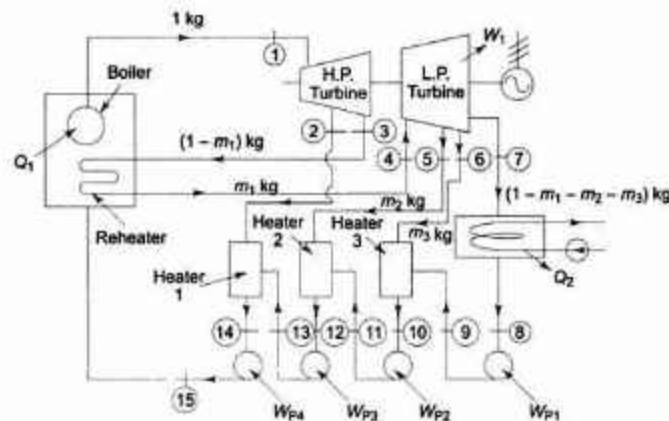 1 kg
1
W1
Boiler
H.P.
Turbine
L.P.
Turbine
2
3
(1 – m1) kg
4
5
6
7
Q1
m1 kg
m2 kg
(1 – m1 – m2 – m3) kg
Reheater
Heater
2
Heater
3
m3 kg
Heater
1
Q2
14
13
12
11
10
9
8
15
WP4
WP3
WP2
WP1